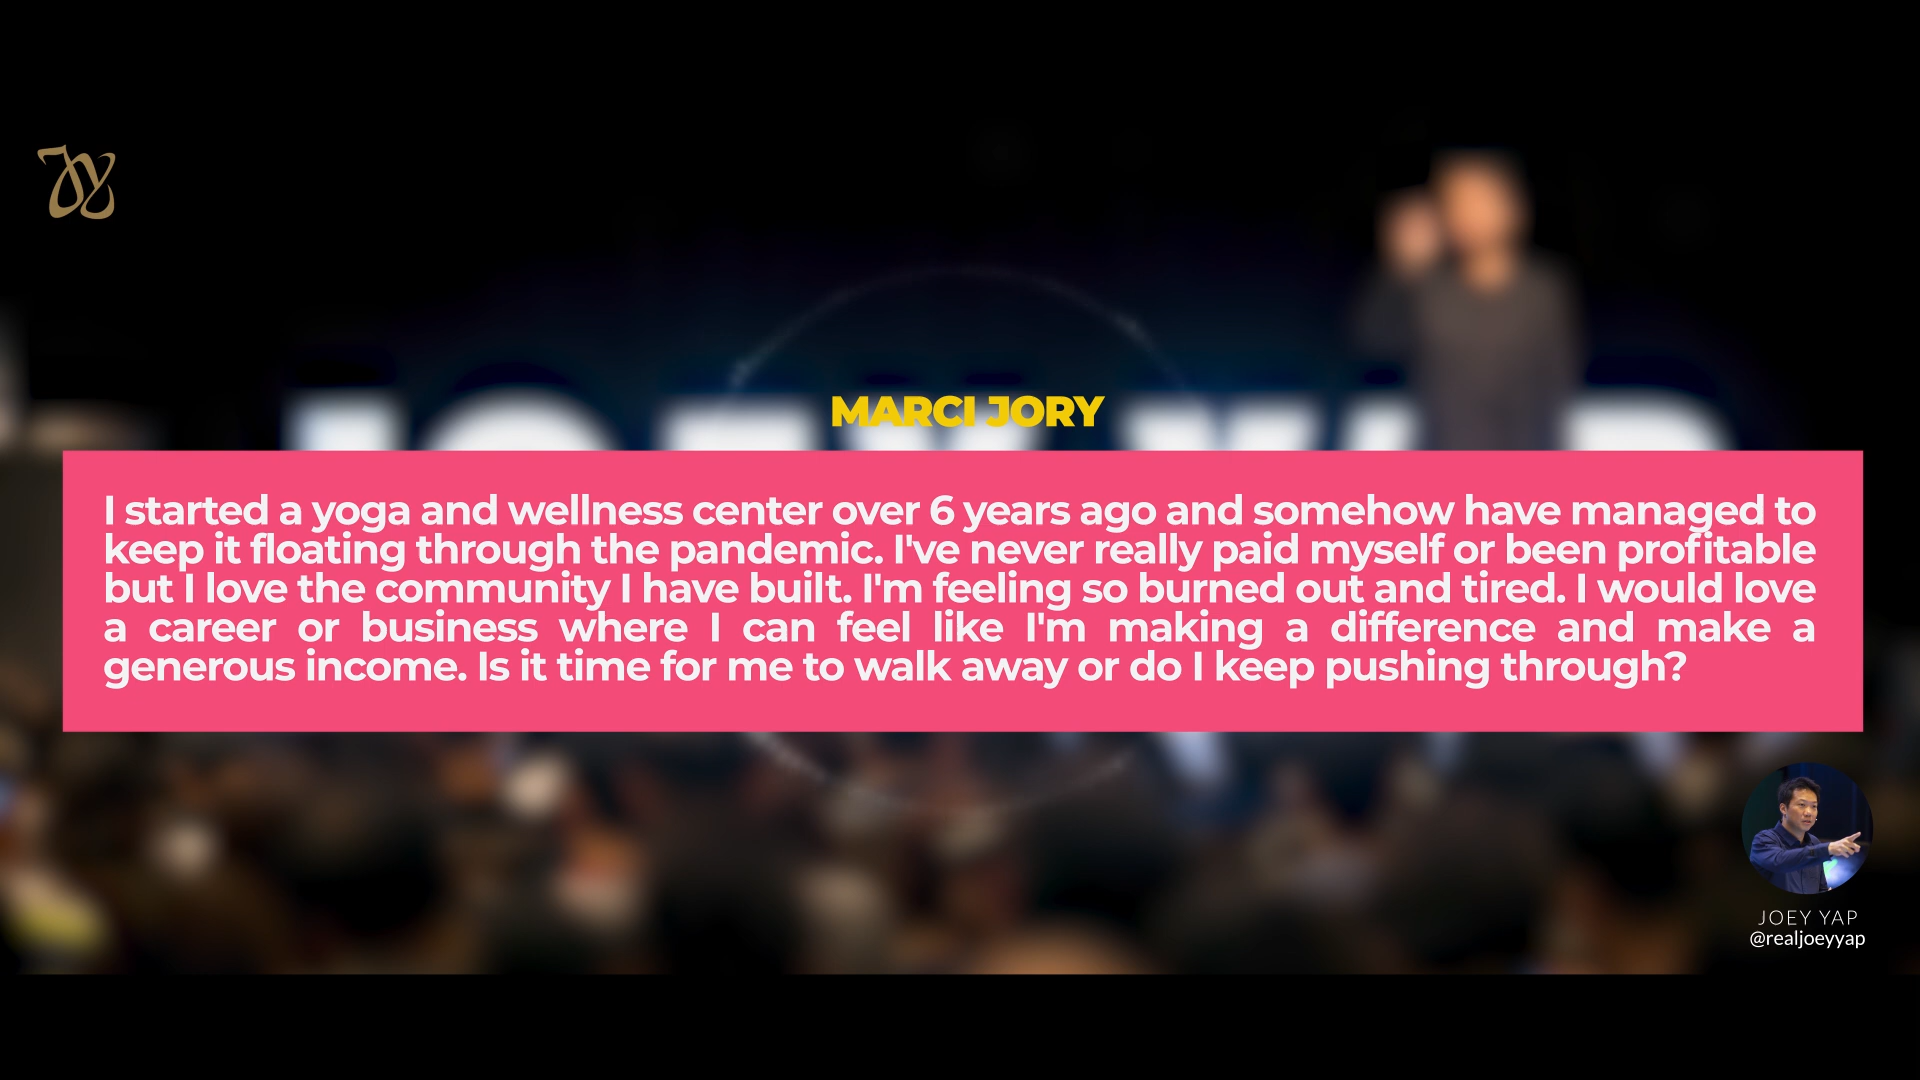 JY
MARCI JORY
I started a yoga and wellness center over 6 years ago and somehow have managed to
keep it floating through the pandemic. I've never really paid myself or been profitable
but I love the community I have built. I'm feeling so burned out and tired. I would love
a career or business where I can feel like I'm making a difference and make a
generous income. Is it time for me to walk away or do I keep pushing through?
JOEY YAP
@realjoeyyap